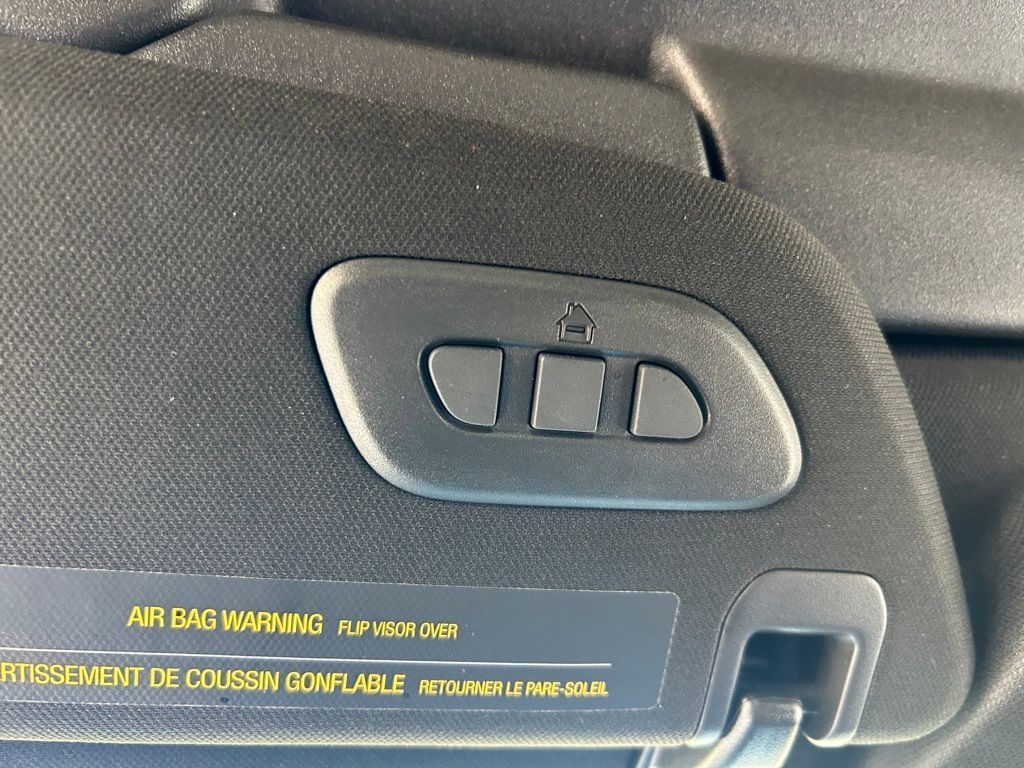 AIR BAG WARNING FLIP VISOR OVER
RTISSEMENT DE COUSSIN GONFLABLE RETOURNER LE PARE-SOLEIL